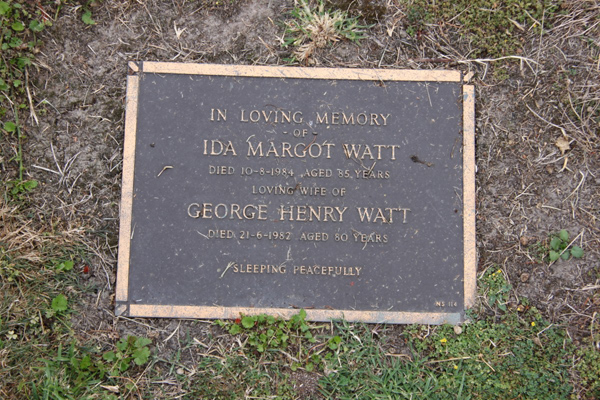 IN LOVING MEMORY
- OF -
IDA MARGOT WATT
DIED 10-8-1984 AGED 85 YEARS
LOVING WIFE OF
GEORGE HENRY WATT
DIED 21-6-1982 AGED 80 YEARS
SLEEPING PEACEFULLY